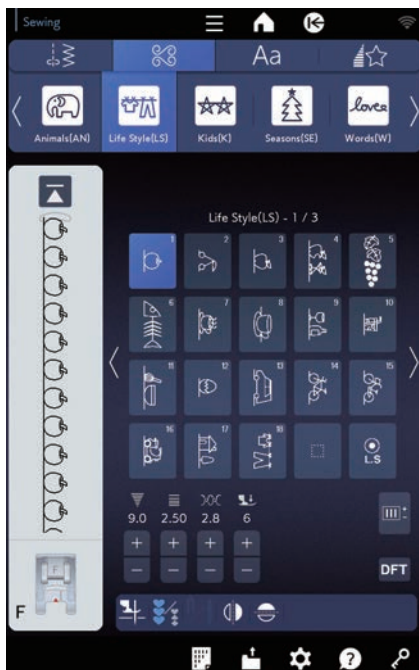 Sewing
Aa
Animals(AN) Life Style(LS) Kids(K) Seasons(SE) Words(W)
love
Life Style(LS) - 1 / 3
1 2 3 4 5
6 7 8 9 10
11 12 13 14 15
16 17 18
L.S
9.0 2.50 2.8 6
+ + + +
− − − −
DFT
F
?